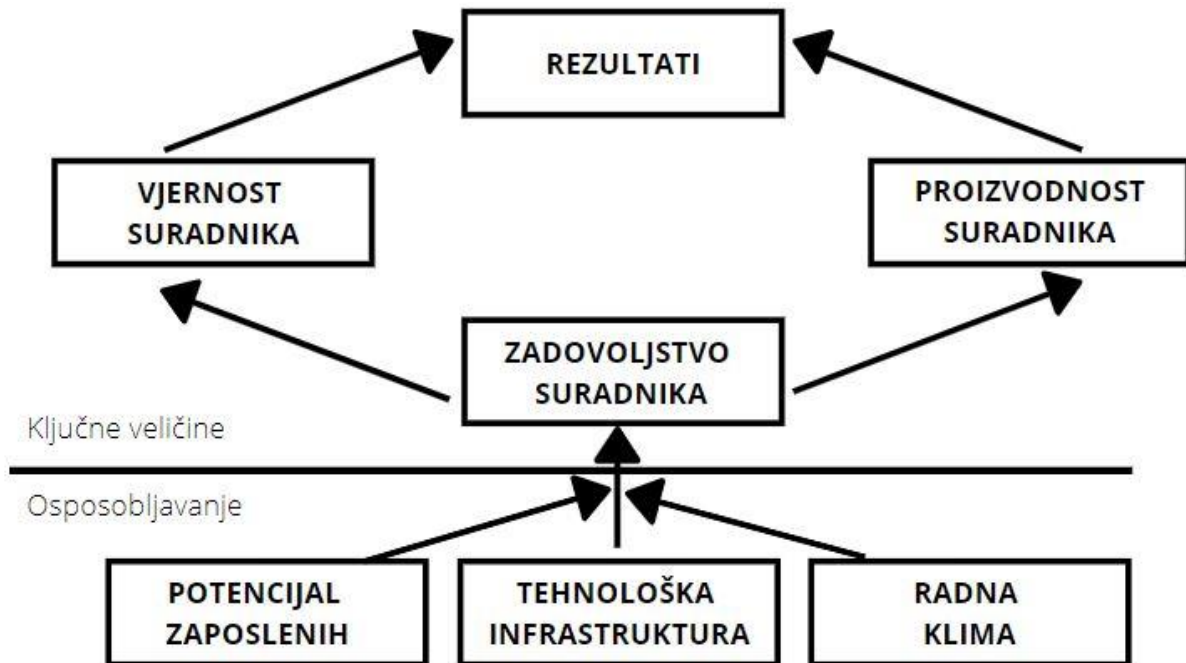 REZULTATI
VJERNOST
SURADNIKA
PROIZVODNOST
SURADNIKA
ZADOVOLJSTVO
SURADNIKA
Ključne veličine
Osposobljavanje
POTENCIJAL
ZAPOSLENIH
TEHNOLOŠKA
INFRASTRUKTURA
RADNA
KLIMA